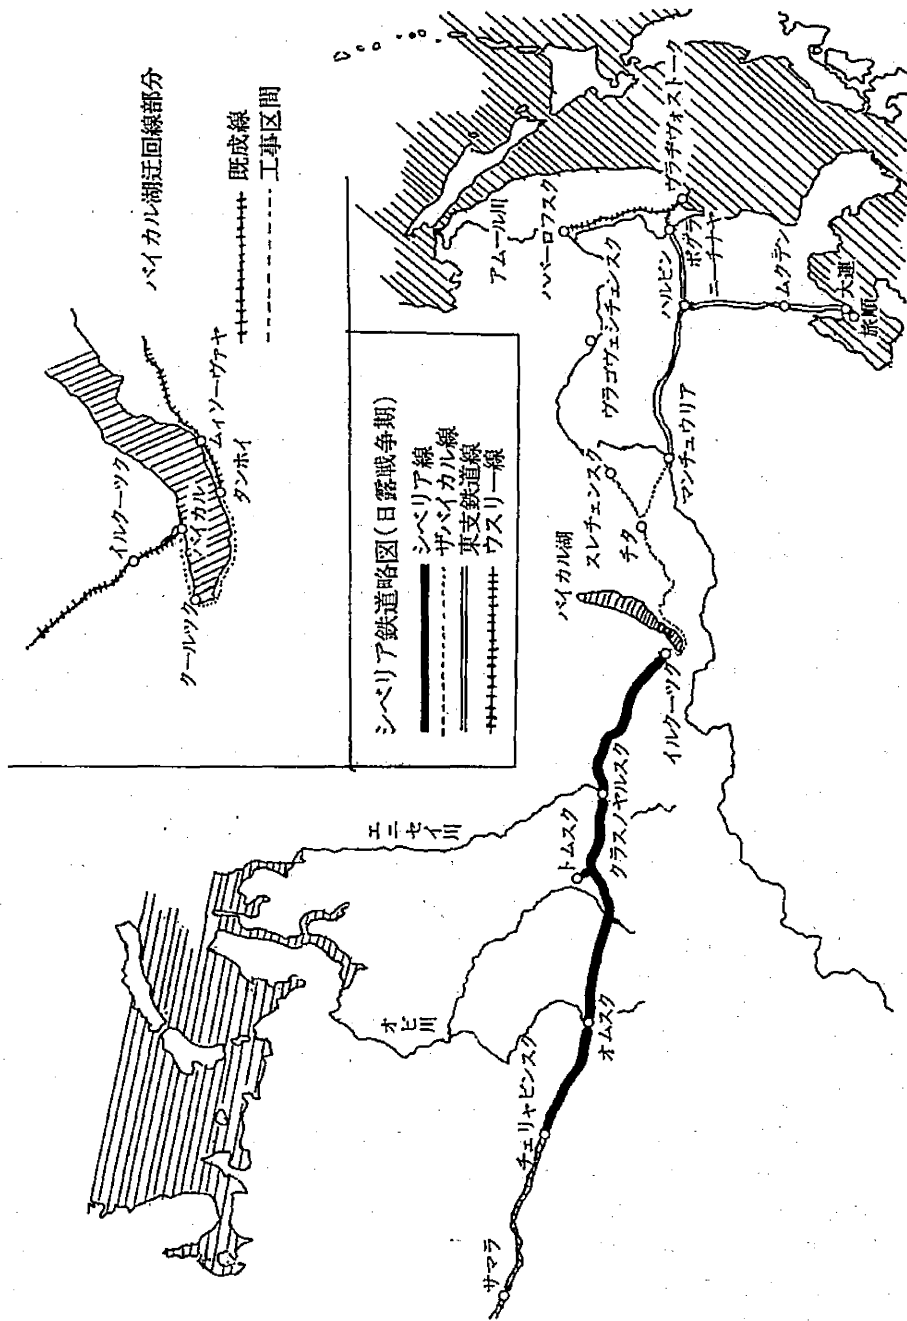 バイカル湖迂回線部分
既成線
工事区間
イルクーツク
バイカル
クールツク
ムィソーヴァヤ
タンホイ
シベリア鉄道略図(日露戦争期)
シベリア線
ザバイカル線
東支鉄道線
ウスリー線
サマラ
チェリャビンスク
オムスク
オビ川
トムスク
エニセイ川
クラスノヤルスク
イルクーツク
バイカル湖
チタ
スレチェンスク
マンチュウリア
ヴラゴヴェシチェンスク
アムール川
ハバーロフスク
ハルビン
ポグラ
ニーチナヤ
ヴラヂヴォストーク
ムクデン
大連
旅順